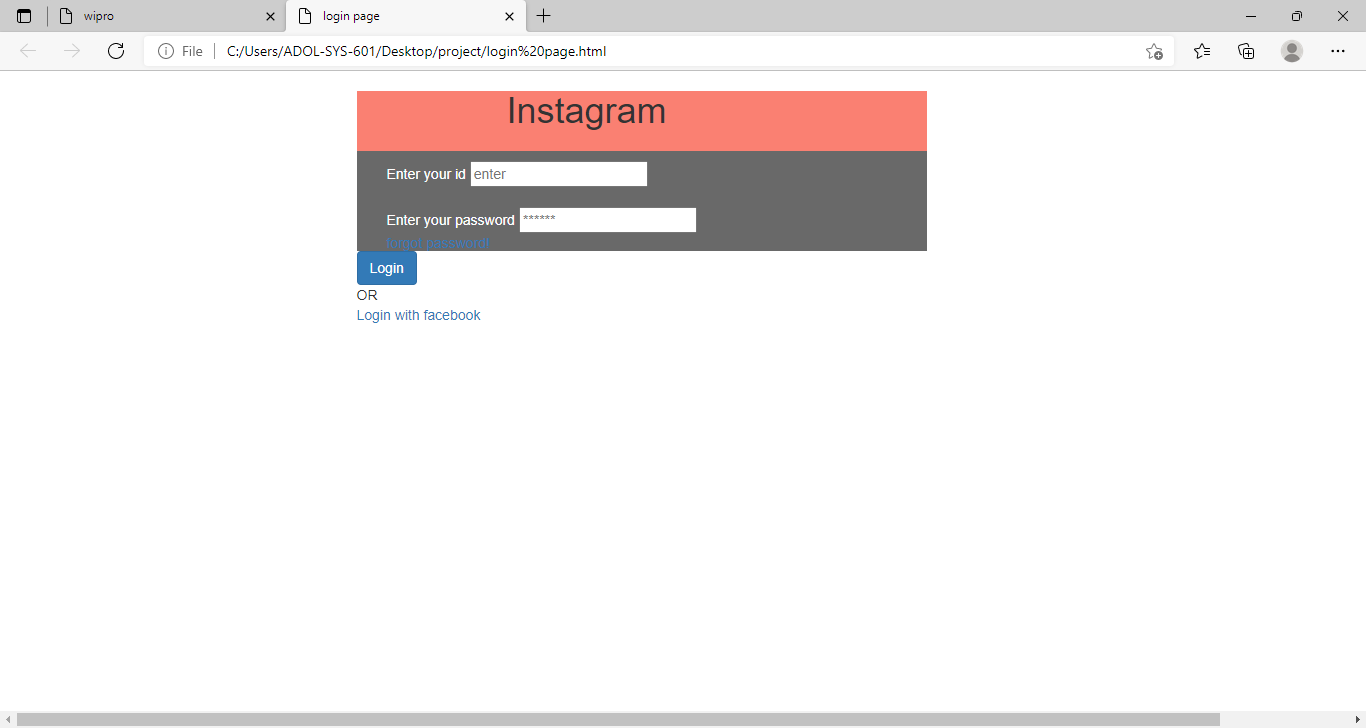 wipro
login page
File
C:/Users/ADOL-SYS-601/Desktop/project/login%20page.html
Instagram
Enter your id enter
Enter your password ******
forgot password!
Login
OR
Login with facebook